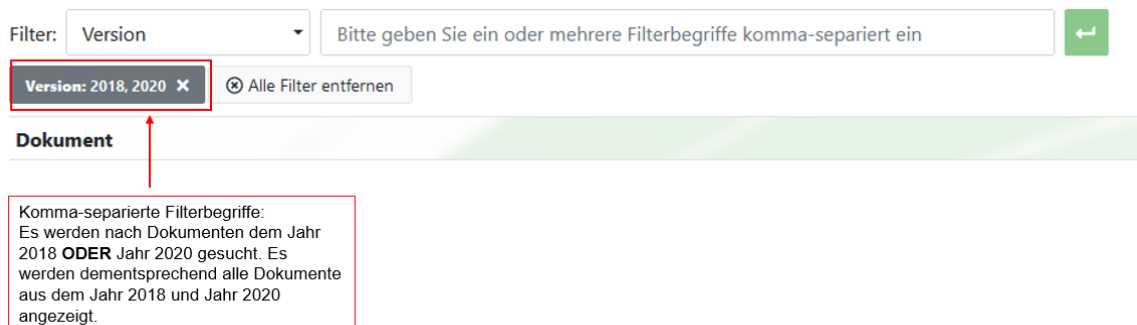 Filter: Version Bitte geben Sie ein oder mehrere Filterbegriffe komma-separiert ein
Version: 2018, 2020 Alle Filter entfernen
Dokument
Komma-separierte Filterbegriffe:
Es werden nach Dokumenten dem Jahr
2018 ODER Jahr 2020 gesucht. Es
werden dementsprechend alle Dokumente
aus dem Jahr 2018 und Jahr 2020
angezeigt.